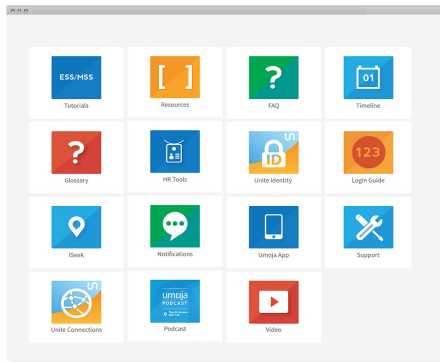 ESS/MSS
Tutorials
[ ]
Resources
?
FAQ
01
Timeline
?
Glossary
HR Tools
ID
Unite Identity
123
Login Guide
iSeek
Notifications
Umoja App
Support
Unite Connections
umoja
PODCAST
Podcast
Video